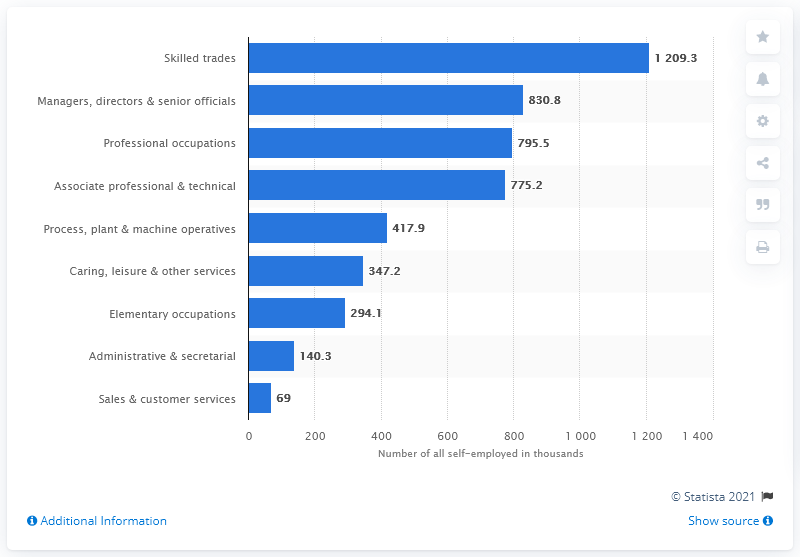 Skilled trades 1 209.3
Managers, directors & senior officials 830.8
Professional occupations 795.5
Associate professional & technical 775.2
Process, plant & machine operatives 417.9
Caring, leisure & other services 347.2
Elementary occupations 294.1
Administrative & secretarial 140.3
Sales & customer services 69
0 200 400 600 800 1 000 1 200 1 400
Number of all self-employed in thousands
© Statista 2021
Additional Information Show source